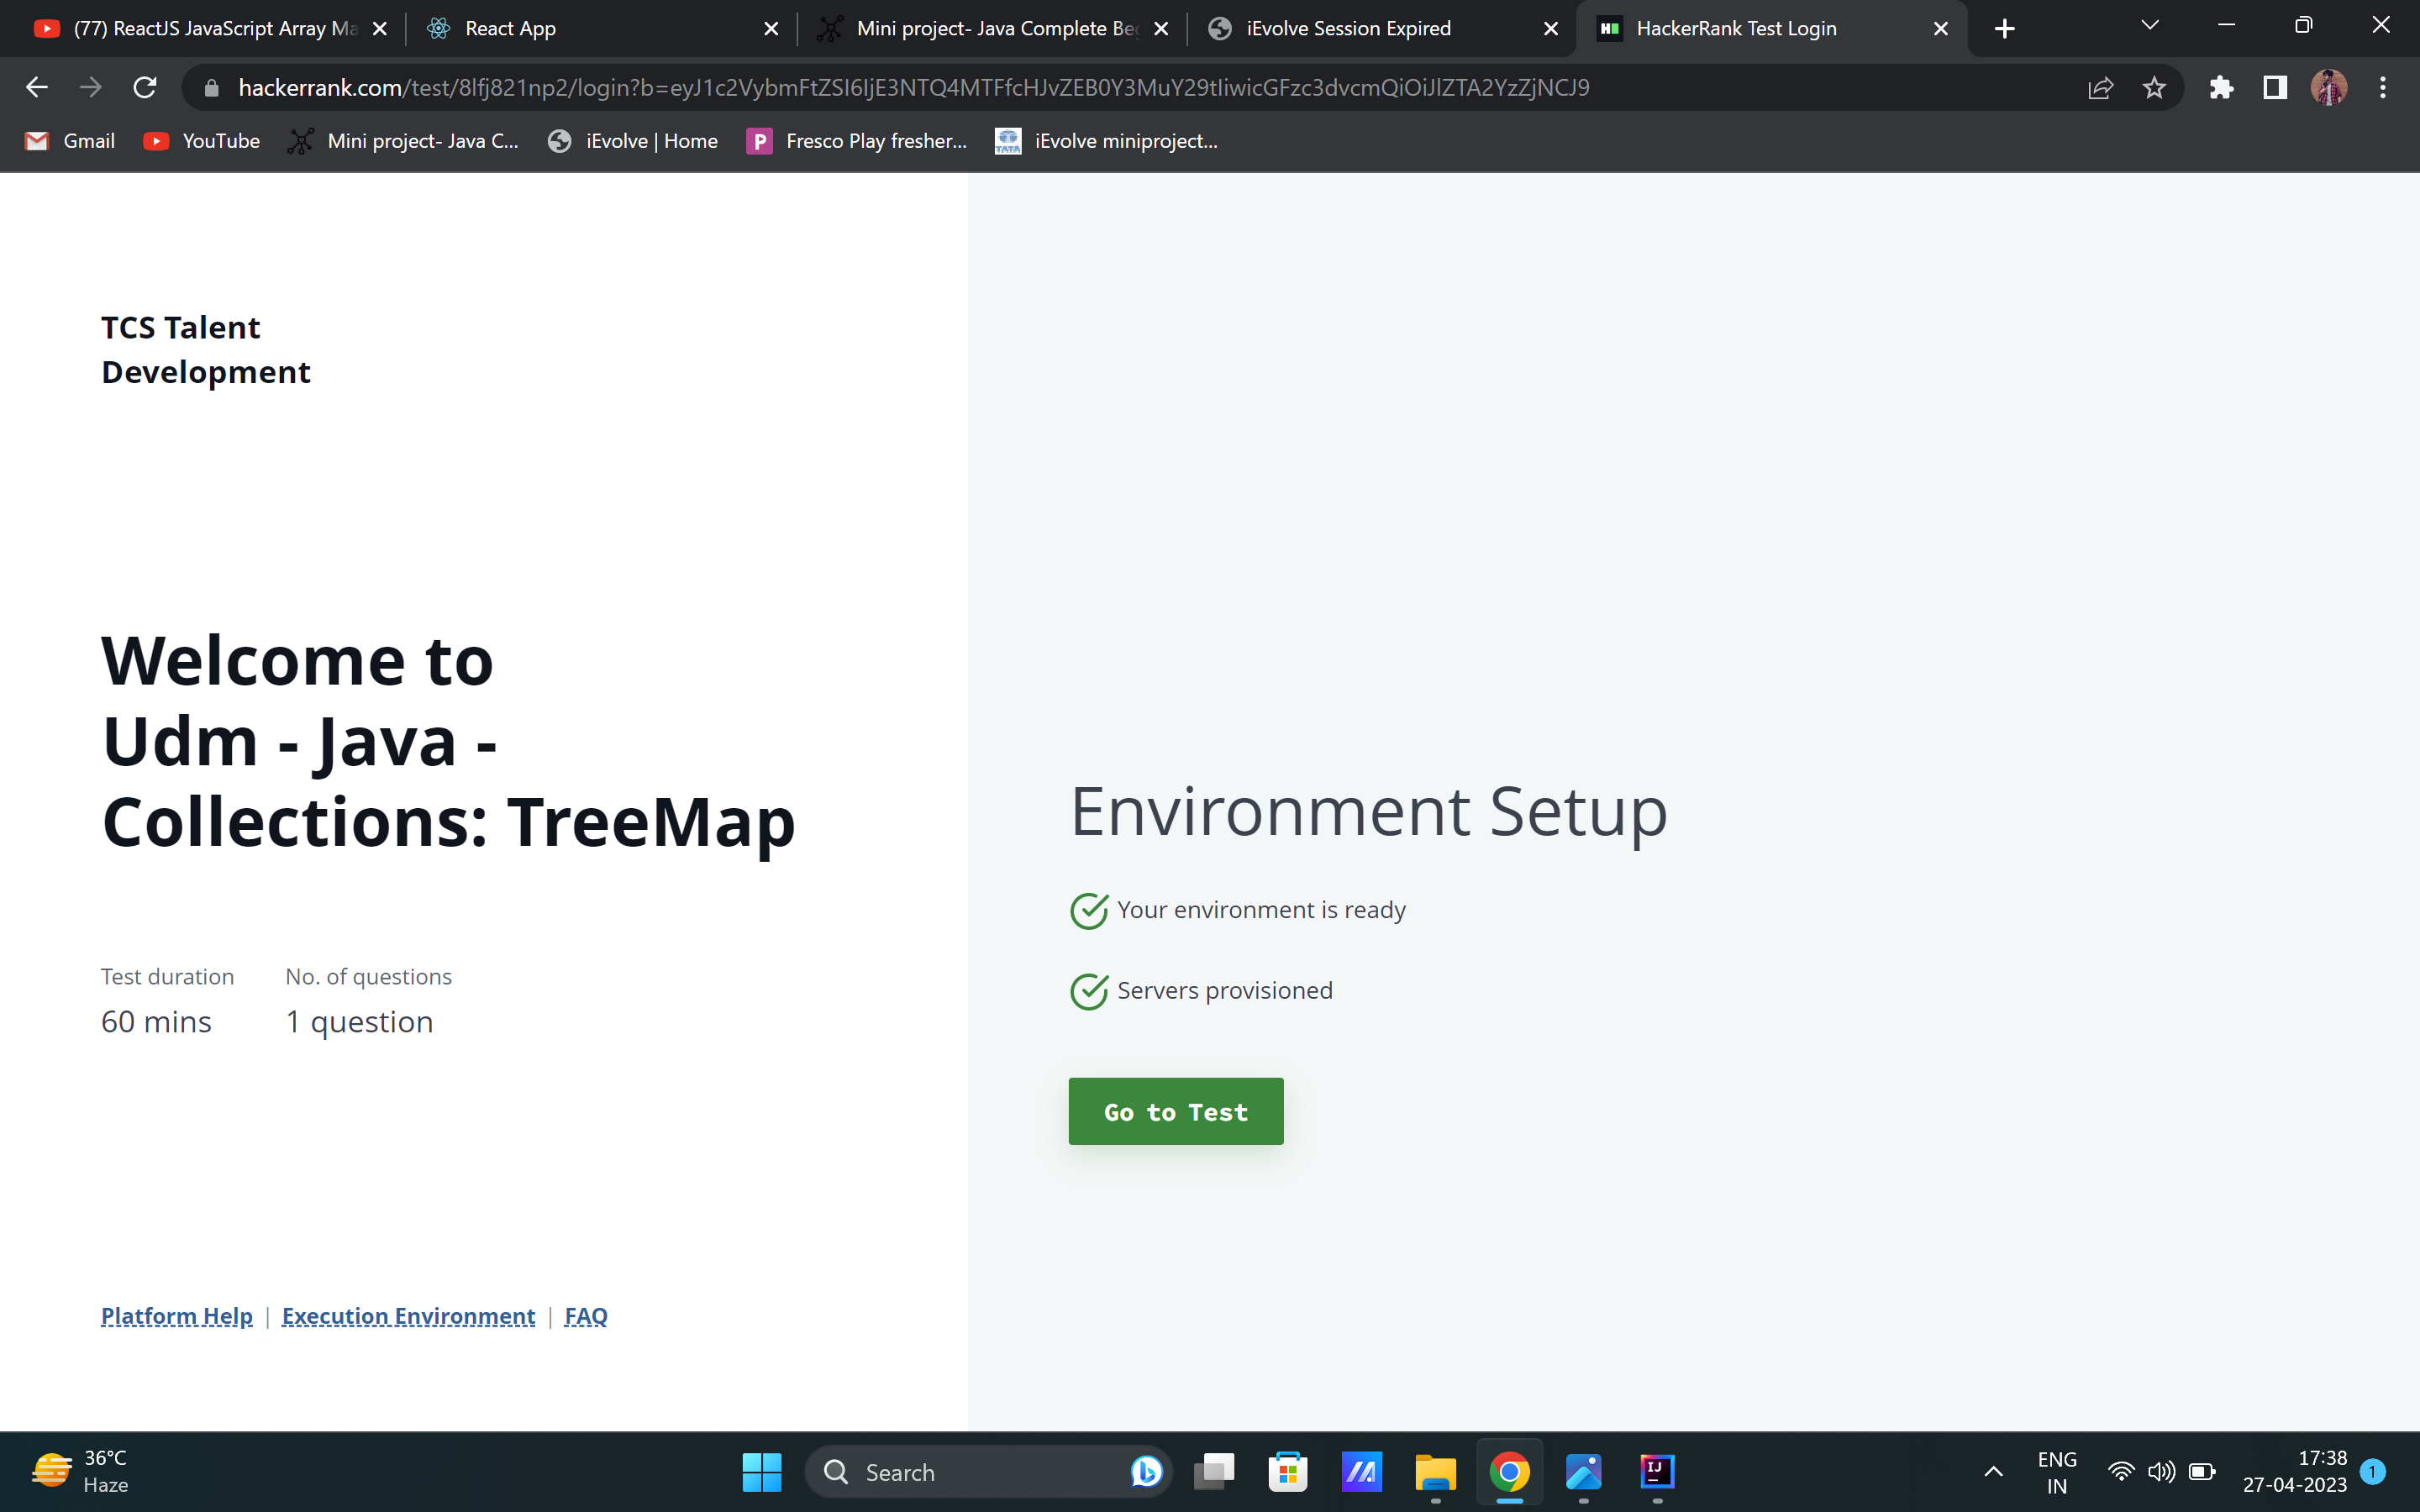 (77) ReactJS JavaScript Array Ma
React App
Mini project- Java Complete Beg
iEvolve Session Expired
HackerRank Test Login
hackerrank.com/test/8lfj821np2/login?b=eyJ1c2VybmFtZSI6IjE3NTQ4MTFfcHJvZEB0Y3MuY29tIiwicGFzc3dvcmQiOiJlZTA2YzZjNCJ9
Gmail
YouTube
Mini project- Java C...
iEvolve | Home
Fresco Play fresher...
iEvolve miniproject...
TCS Talent
Development
Welcome to
Udm - Java -
Collections: TreeMap
Test duration
60 mins
No. of questions
1 question
Platform Help | Execution Environment | FAQ
Environment Setup
Your environment is ready
Servers provisioned
Go to Test
36°C
Haze
Search
ENG
IN
17:38
27-04-2023
1